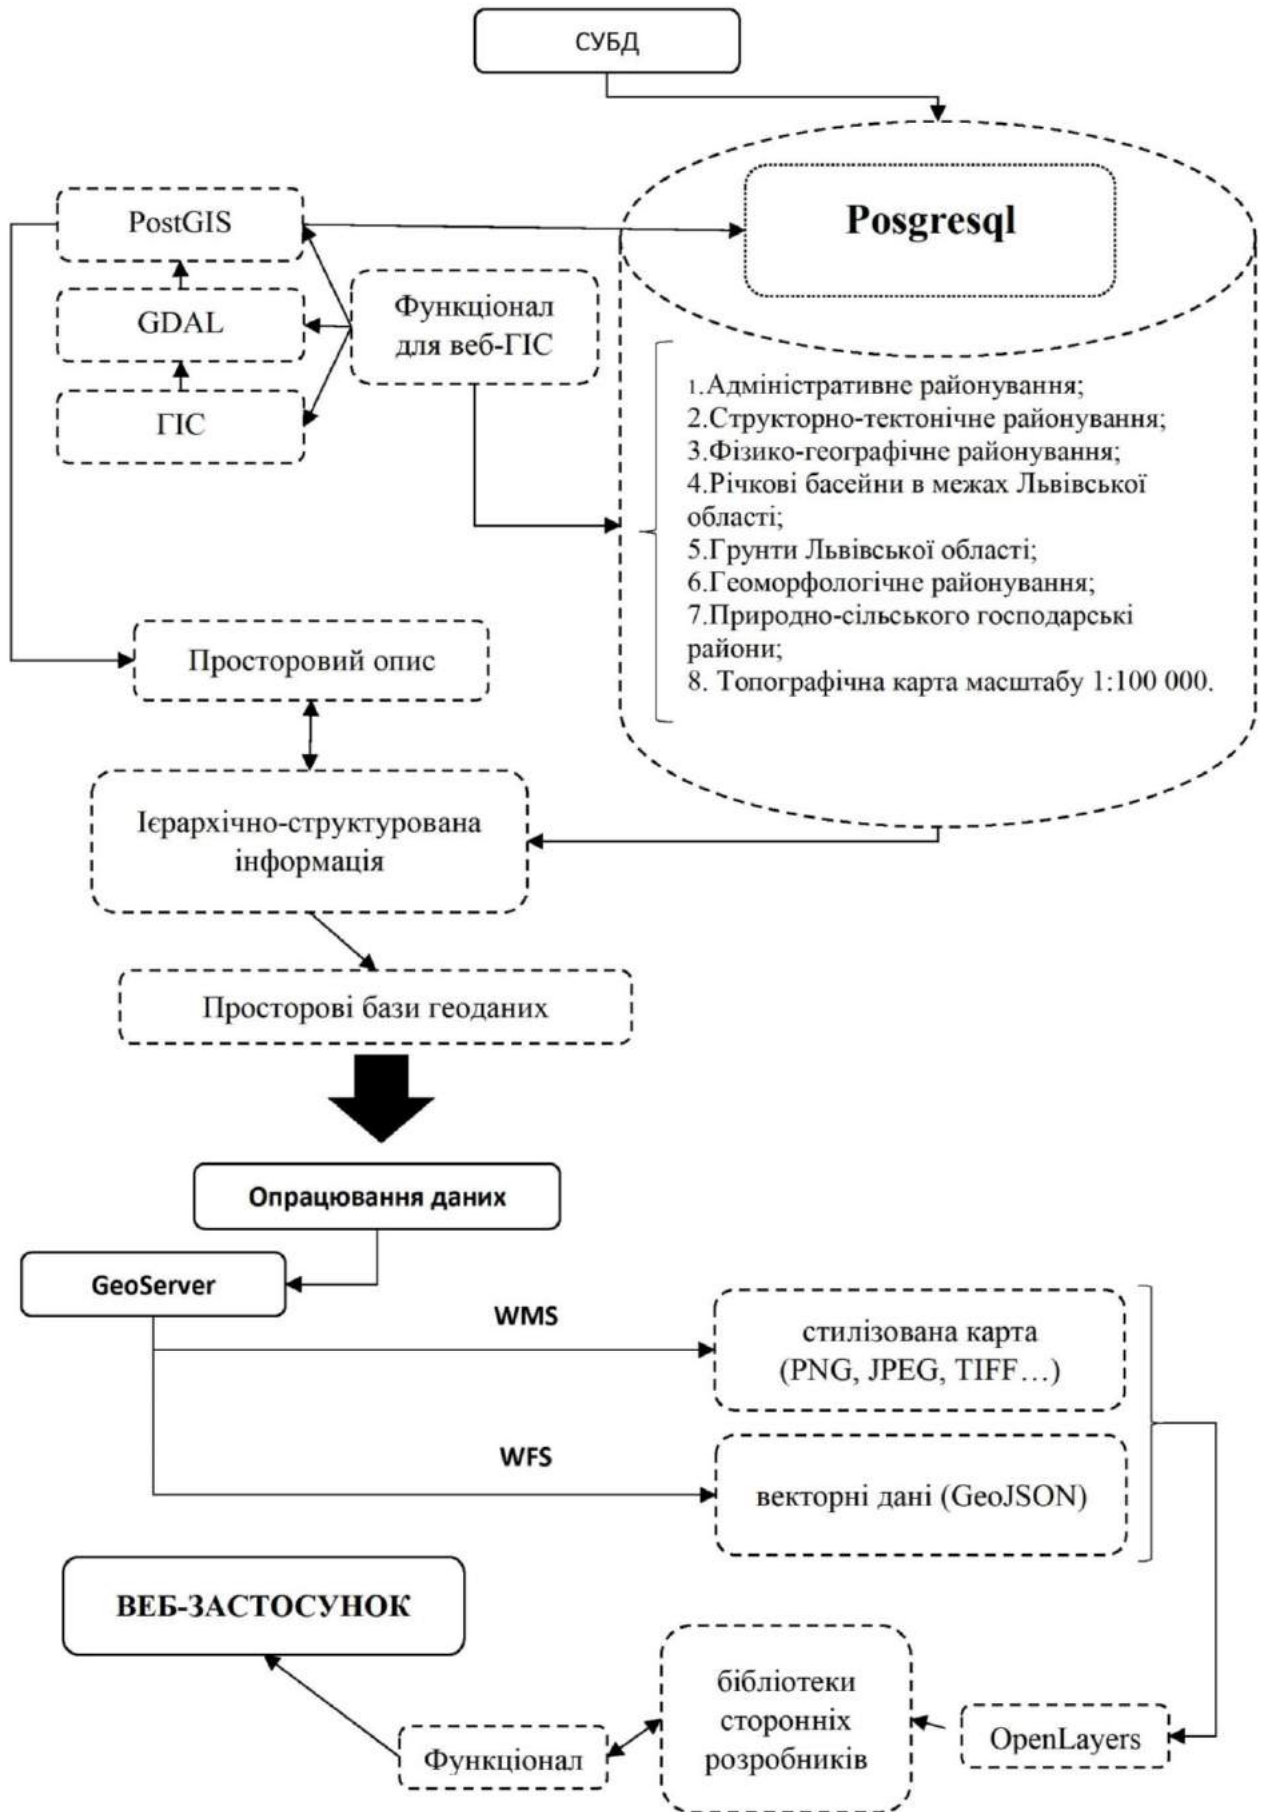 СУБД
Posgresql
PostGIS
GDAL
ГІС
Функціонал
для веб-ГІС
1.Адміністративне районування;
2.Структорно-тектонічне районування;
3.Фізико-географічне районування;
4.Річкові басейни в межах Львівської
області;
5.Грунти Львівської області;
6.Геоморфологічне районування;
7.Природно-сільського господарські
райони;
8. Топографічна карта масштабу 1:100 000.
Просторовий опис
Ієрархічно-структурована
інформація
Просторові бази геоданих
Опрацювання даних
GeoServer
WMS
стилізована карта
(PNG, JPEG, TIFF…)
WFS
векторні дані (GeoJSON)
ВЕБ-ЗАСТОСУНОК
Функціонал
бібліотеки
сторонніх
розробників
OpenLayers